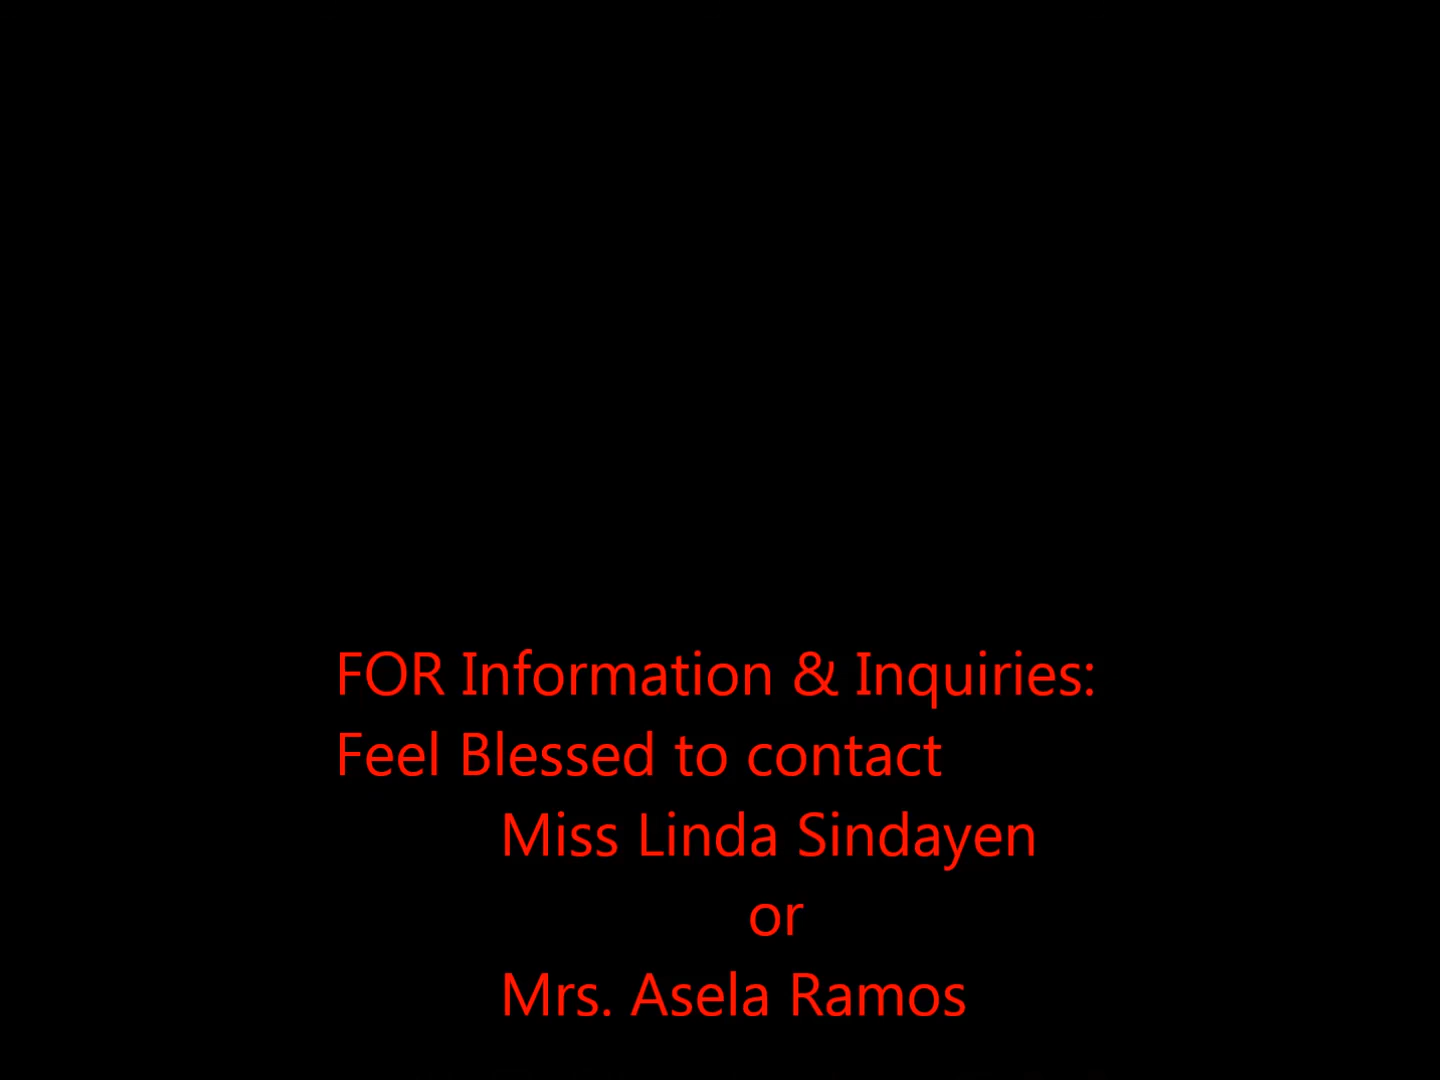 FOR Information & Inquiries:
Feel Blessed to contact
Miss Linda Sindayen
or
Mrs. Asela Ramos